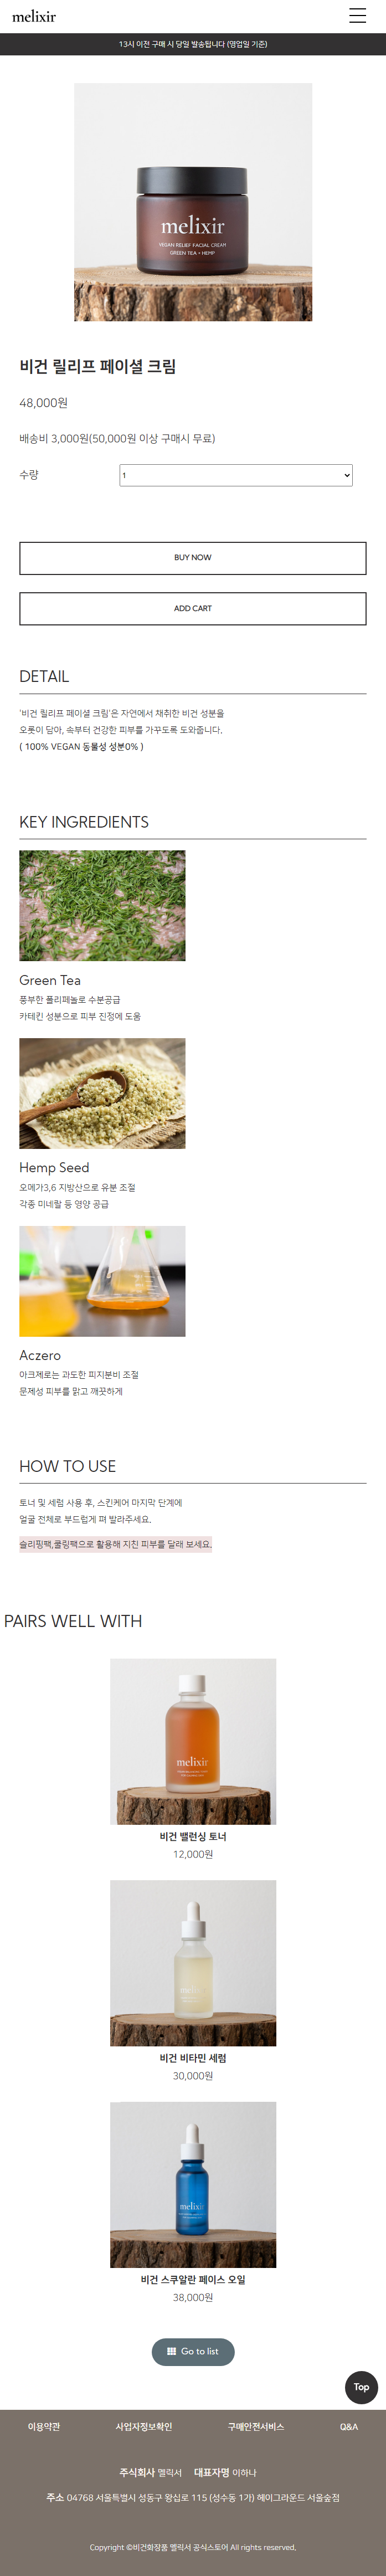 melixir
13시 이전 구매 시 당일 발송됩니다 (영업일 기준)
melixir
VEGAN RELIEF FACIAL CREAM
GREEN TEA + HEMP
비건 릴리프 페이셜 크림
48,000원
배송비 3,000원(50,000원 이상 구매시 무료)
수량
1
BUY NOW
ADD CART
DETAIL
'비건 릴리프 페이셜 크림'은 자연에서 채취한 비건 성분을
오롯이 담아, 속부터 건강한 피부를 가꾸도록 도와줍니다.
( 100% VEGAN 동물성 성분0% )
KEY INGREDIENTS
Green Tea
풍부한 폴리페놀로 수분공급
카테킨 성분으로 피부 진정에 도움
Hemp Seed
오메가3,6 지방산으로 유분 조절
각종 미네랄 등 영양 공급
Aczero
아크제로는 과도한 피지분비 조절
문제성 피부를 맑고 깨끗하게
HOW TO USE
토너 및 세럼 사용 후, 스킨케어 마지막 단계에
얼굴 전체로 부드럽게 펴 발라주세요.
슬리핑팩,쿨링팩으로 활용해 지친 피부를 달래 보세요.
PAIRS WELL WITH
melixir
비건 밸런싱 토너
12,000원
melixir
비건 비타민 세럼
30,000원
melixir
비건 스쿠알란 페이스 오일
38,000원
Go to list
Top
이용약관 사업자정보확인 구매안전서비스 Q&A
주식회사 멜릭서 대표자명 이하나
주소 04768 서울특별시 성동구 왕십로 115 (성수동 1가) 헤이그라운드 서울숲점
Copyright ©비건화장품 멜릭서 공식스토어 All rights reserved.